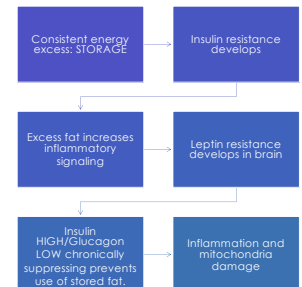 Consistent energy
excess: STORAGE
Insulin resistance
develops
Excess fat increases
inflammatory
signaling
Leptin resistance
develops in brain
Insulin
HIGH/Glucagon
LOW chronically
suppressing prevents
use of stored fat.
Inflammation and
mitochondria
damage